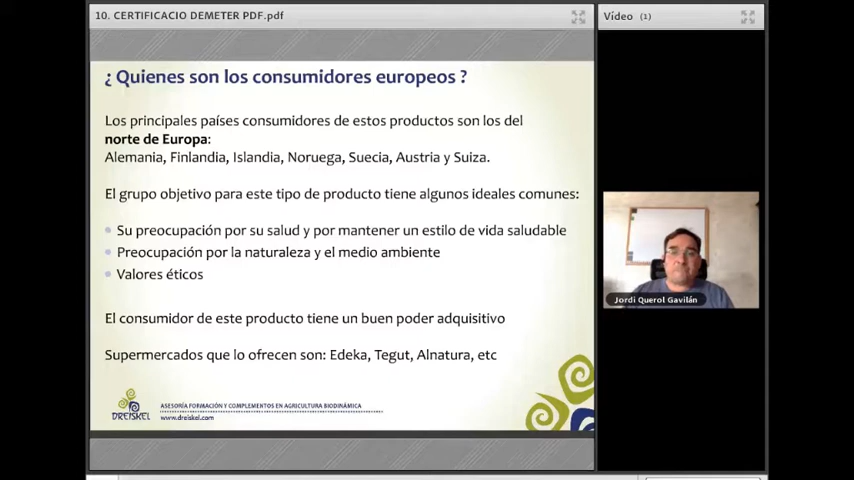 10. CERTIFICACIO DEMETER PDF.pdf
Vídeo (1)
¿ Quienes son los consumidores europeos ?
Los principales países consumidores de estos productos son los del
norte de Europa:
Alemania, Finlandia, Islandia, Noruega, Suecia, Austria y Suiza.
El grupo objetivo para este tipo de producto tiene algunos ideales comunes:
Su preocupación por su salud y por mantener un estilo de vida saludable
Preocupación por la naturaleza y el medio ambiente
Valores éticos
El consumidor de este producto tiene un buen poder adquisitivo
Supermercados que lo ofrecen son: Edeka, Tegut, Alnatura, etc
DREISKEL
ASESORÍA FORMACIÓN Y COMPLEMENTOS EN AGRICULTURA BIODINÁMICA
www.dreiskel.com
Jordi Querol Gavilán